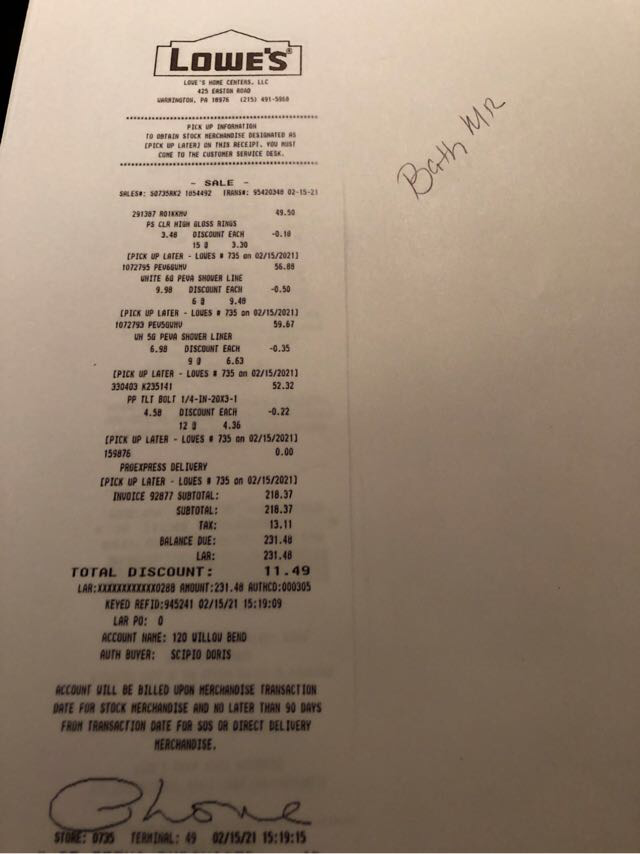 LOWE'S
LOWE'S HOME CENTERS, LLC
425 EASTON ROAD
WARRINGTON, PA 18976 (215) 491-5960
PICK UP INFORMATION
TO OBTAIN STOCK MERCHANDISE DESIGNATED AS
[PICK UP LATER] ON THIS RECEIPT, YOU MUST
COME TO THE CUSTOMER SERVICE DESK.
- SALE -
SALES#: S0735RK2 1854492 TRANS#: 95420348 02-15-21
291387 RO1KKHV 49.50
PS CLR HIGH GLOSS RINGS
3.48 DISCOUNT EACH -0.18
15 @ 3.30
[PICK UP LATER - LOWES # 735 on 02/15/2021]
1072795 PEV6GWHV 56.88
WHITE 6G PEVA SHOWER LINE
9.98 DISCOUNT EACH -0.50
6 @ 9.48
[PICK UP LATER - LOWES # 735 on 02/15/2021]
1072793 PEV5GWHV 59.67
WH 5G PEVA SHOWER LINER
6.98 DISCOUNT EACH -0.35
9 @ 6.63
[PICK UP LATER - LOWES # 735 on 02/15/2021]
330403 K235141 52.32
PP TLT BOLT 1/4-IN-20X3-1
4.58 DISCOUNT EACH -0.22
12 @ 4.36
[PICK UP LATER - LOWES # 735 on 02/15/2021]
159876 0.00
PROEXPRESS DELIVERY
[PICK UP LATER - LOWES # 735 on 02/15/2021]
INVOICE 92877 SUBTOTAL: 218.37
SUBTOTAL: 218.37
TAX: 13.11
BALANCE DUE: 231.48
LAR: 231.48
TOTAL DISCOUNT: 11.49
LAR:XXXXXXXXXXXX0288 AMOUNT:231.48 AUTHCD:000305
KEYED REFID:945241 02/15/21 15:19:09
LAR PO: 0
ACCOUNT NAME: 120 WILLOW BEND
AUTH BUYER: SCIPIO DORIS
ACCOUNT WILL BE BILLED UPON MERCHANDISE TRANSACTION
DATE FOR STOCK MERCHANDISE AND NO LATER THAN 90 DAYS
FROM TRANSACTION DATE FOR SOS OR DIRECT DELIVERY
MERCHANDISE.
Phone
STORE: 0735 TERMINAL: 49 02/15/21 15:19:15
Bath MR